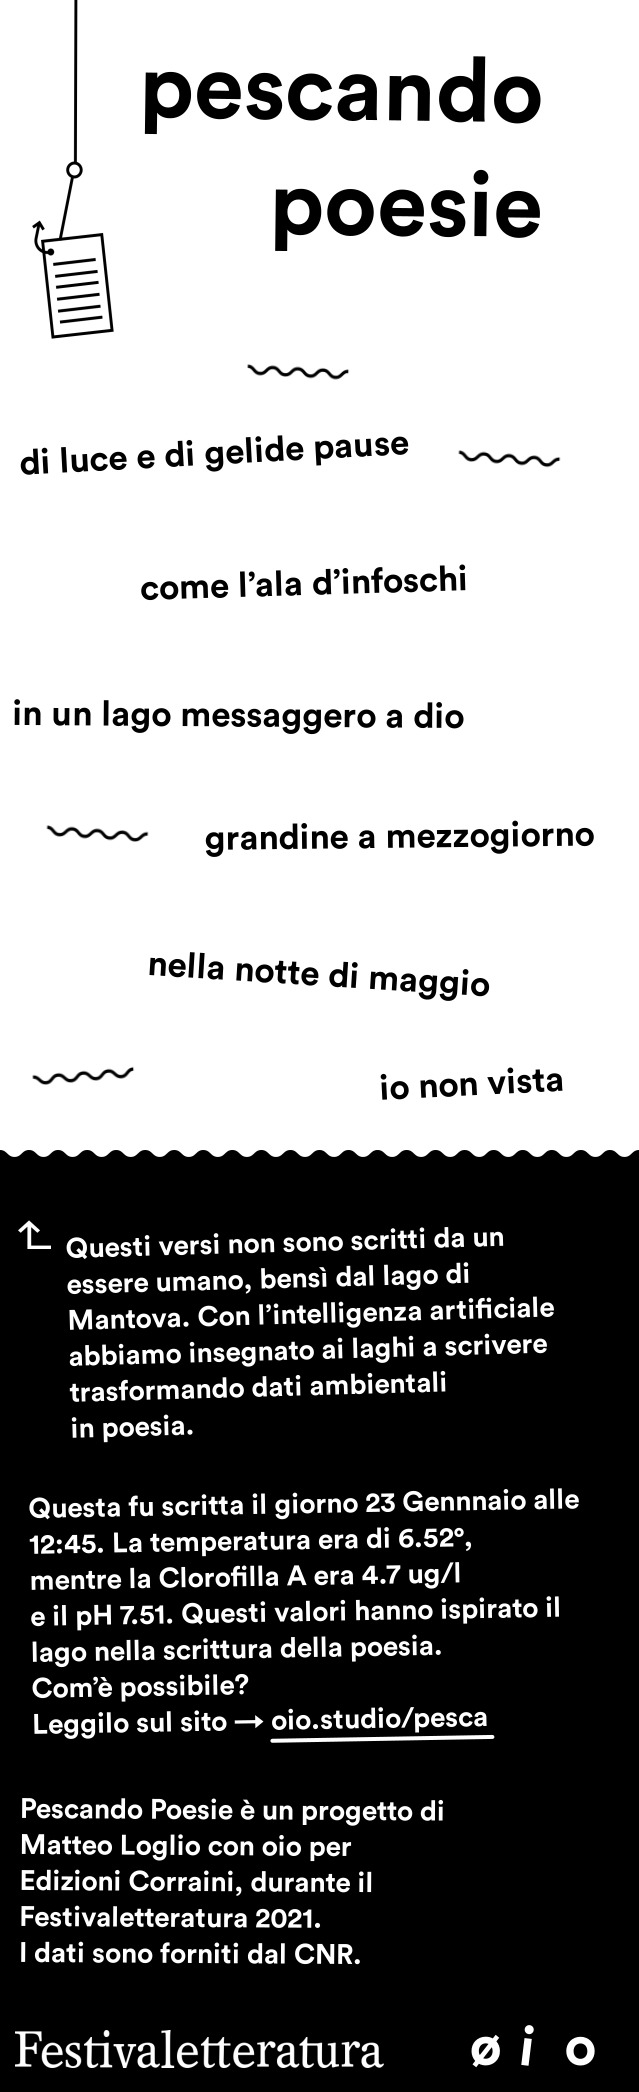 pescando
poesie
di luce e di gelide pause
come l’ala d’infoschi
in un lago messaggero a dio
grandine a mezzogiorno
nella notte di maggio
io non vista
Questi versi non sono scritti da un
essere umano, bensì dal lago di
Mantova. Con l’intelligenza artificiale
abbiamo insegnato ai laghi a scrivere
trasformando dati ambientali
in poesia.
Questa fu scritta il giorno 23 Gennnaio alle
12:45. La temperatura era di 6.52°,
mentre la Clorofilla A era 4.7 ug/l
e il pH 7.51. Questi valori hanno ispirato il
lago nella scrittura della poesia.
Com’è possibile?
Leggilo sul sito → oio.studio/pesca
Pescando Poesie è un progetto di
Matteo Loglio con oio per
Edizioni Corraini, durante il
Festivaletteratura 2021.
I dati sono forniti dal CNR.
Festivaletteratura
øio